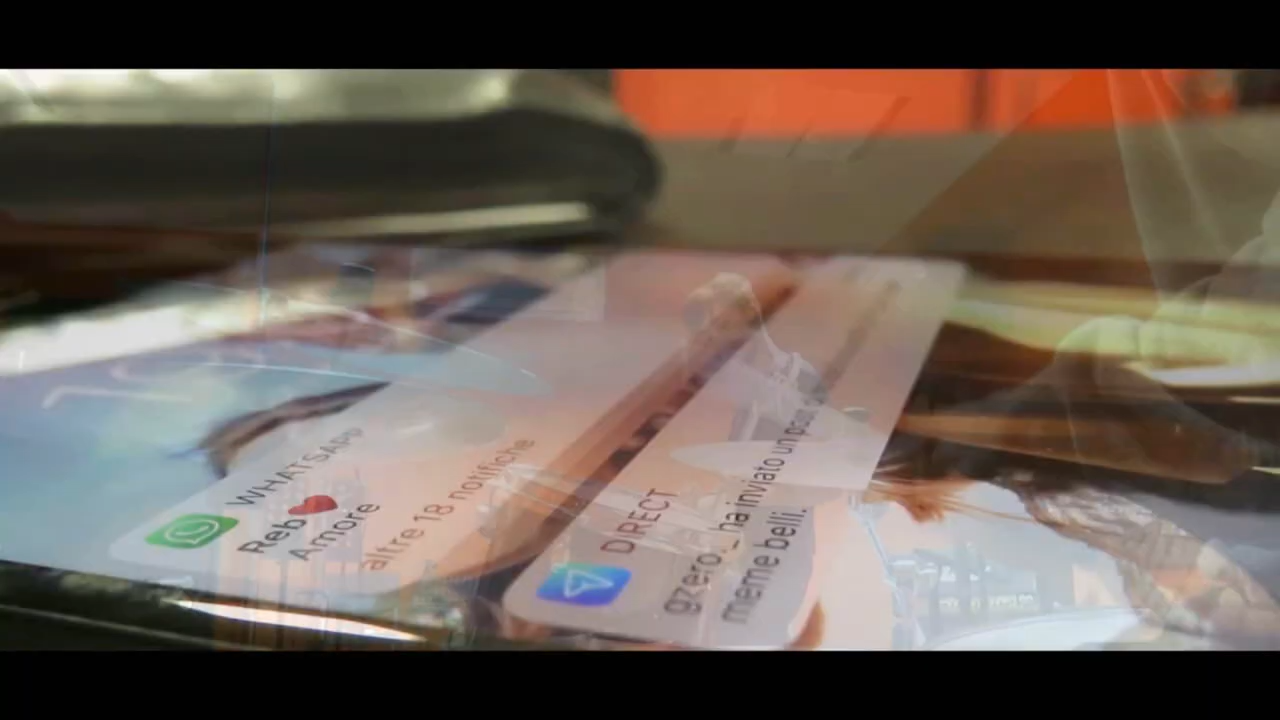 WHATSAPP
Reb❤️
Amore
altre 18 notifiche
DIRECT
gzero._ ha inviato un post
meme belli.